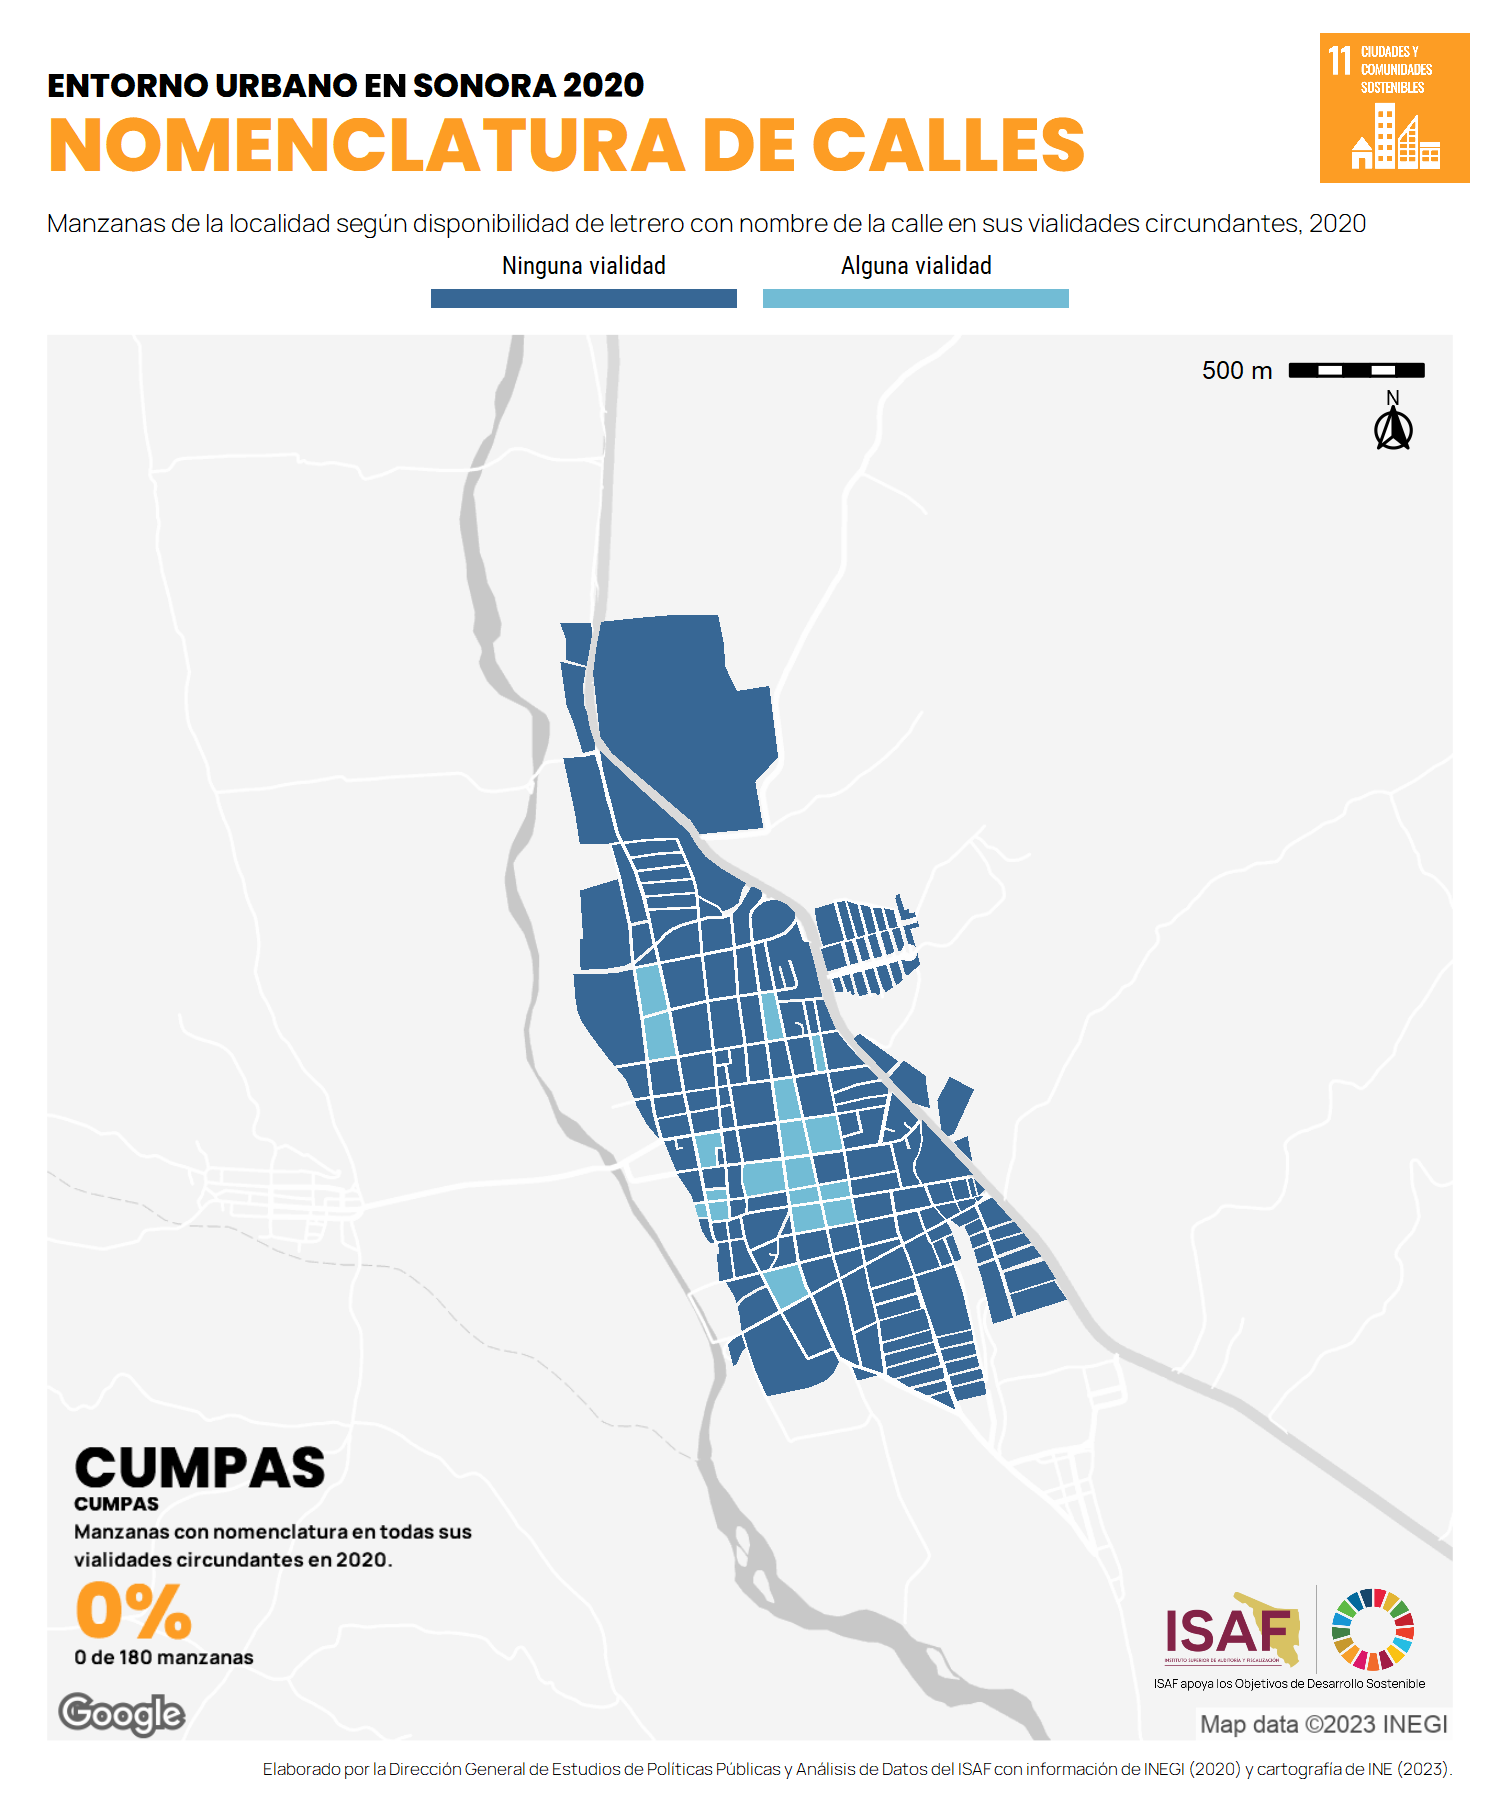 ENTORNO URBANO EN SONORA 2020
NOMENCLATURA DE CALLES
11 CIUDADES Y
COMUNIDADES
SOSTENIBLES
Manzanas de la localidad según disponibilidad de letrero con nombre de la calle en sus vialidades circundantes, 2020
Ninguna vialidad
Alguna vialidad
500 m
N
CUMPAS
CUMPAS
Manzanas con nomenclatura en todas sus
vialidades circundantes en 2020.
0%
0 de 180 manzanas
Google
ISAF
INSTITUTO SUPERIOR DE AUDITORÍA Y FISCALIZACIÓN
ISAF apoya los Objetivos de Desarrollo Sostenible
Map data ©2023 INEGI
Elaborado por la Dirección General de Estudios de Políticas Públicas y Análisis de Datos del ISAF con información de INEGI (2020) y cartografía de INE (2023).